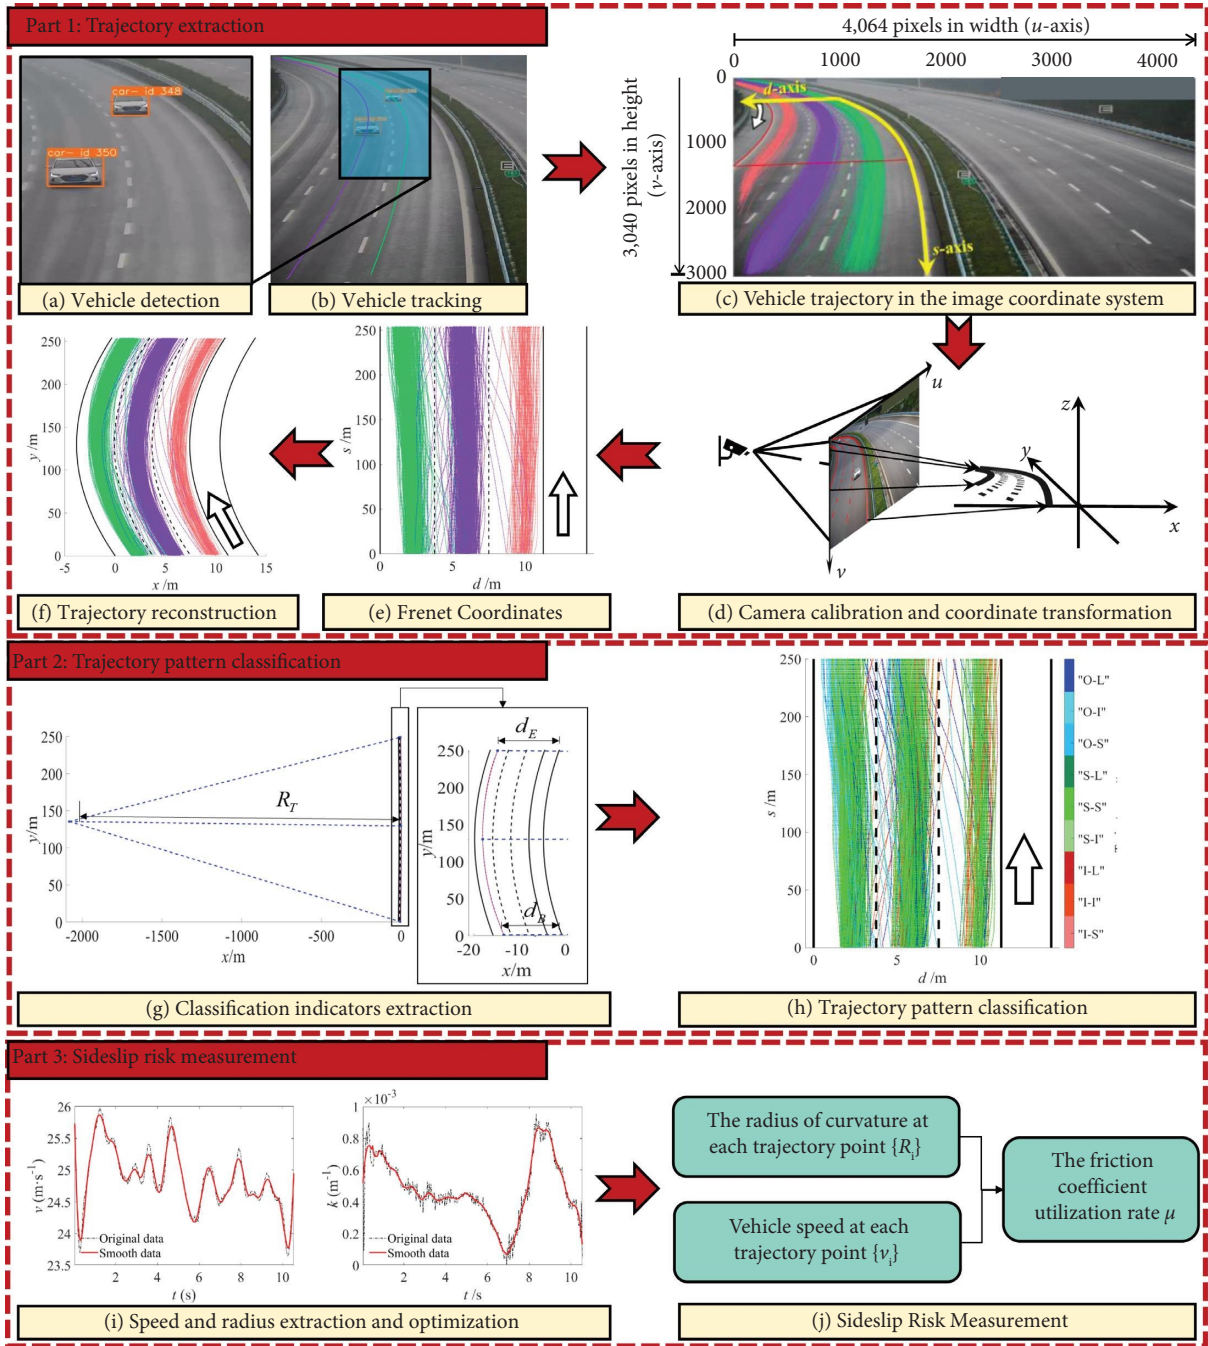 Part 1: Trajectory extraction
4,064 pixels in width (u-axis)
0 1000 2000 3000 4000
3,040 pixels in height
(v-axis)
0
1000
2000
3000
car- id 348
car- id 350
d-axis
s-axis
(a) Vehicle detection
(b) Vehicle tracking
(c) Vehicle trajectory in the image coordinate system
250
200
150
100
50
0
y/m
-5 0 5 10 15
x/m
250
200
150
100
50
0
s/m
0 5 10
d/m
u
v
z
y
x
(f) Trajectory reconstruction
(e) Frenet Coordinates
(d) Camera calibration and coordinate transformation
Part 2: Trajectory pattern classification
250
200
150
100
50
0
y/m
R_T
-2000 -1000 -500 0
x/m
d_E
250
200
150
100
50
0
y/m
d_B
-20 -10 0
x/m
250
200
150
100
50
0
s/m
0 5 10
d/m
"O-L"
"O-I"
"O-S"
"S-L"
"S-S"
"S-I"
"I-L"
"I-I"
"I-S"
(g) Classification indicators extraction
(h) Trajectory pattern classification
Part 3: Sideslip risk measurement
26
25.5
25
24.5
24
23.5
v (m·s⁻¹)
Original data
Smooth data
2 4 6 8 10
t (s)
×10⁻³
1
0.8
0.6
0.4
0.2
0
k (m⁻¹)
Original data
Smooth data
2 4 6 8 10
t /s
The radius of curvature at
each trajectory point {R_i}
Vehicle speed at each
trajectory point {v_i}
The friction
coefficient
utilization rate μ
(i) Speed and radius extraction and optimization
(j) Sideslip Risk Measurement